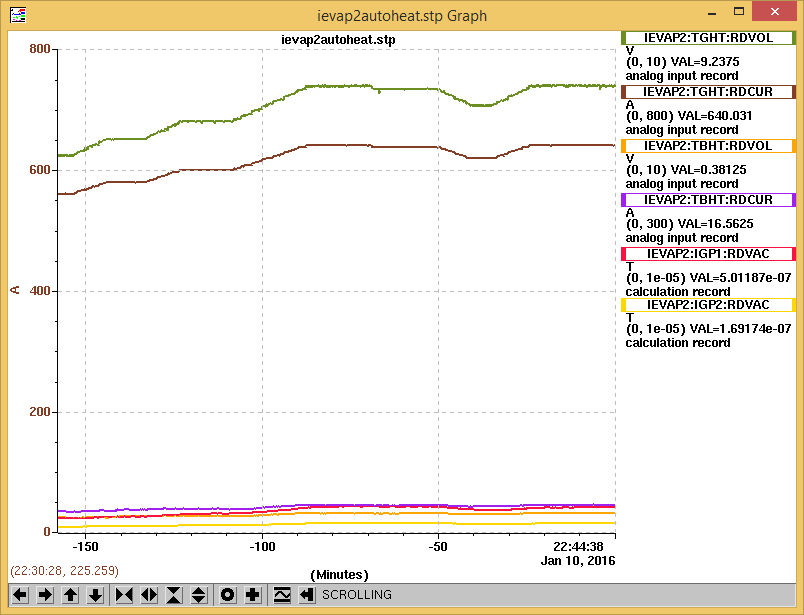 ievap2autoheat.stp Graph
ievap2autoheat.stp
800
600
400
200
0
A
-150
-100
-50
22:44:38
Jan 10, 2016
(Minutes)
(22:30:28, 225.259)
IEVAP2:TGHT:RDVOL
V
(0, 10) VAL=9.2375
analog input record
IEVAP2:TGHT:RDCUR
A
(0, 800) VAL=640.031
analog input record
IEVAP2:TBHT:RDVOL
V
(0, 10) VAL=0.38125
analog input record
IEVAP2:TBHT:RDCUR
A
(0, 300) VAL=16.5625
analog input record
IEVAP2:IGP1:RDVAC
T
(0, 1e-05) VAL=5.01187e-07
calculation record
IEVAP2:IGP2:RDVAC
T
(0, 1e-05) VAL=1.69174e-07
calculation record
SCROLLING